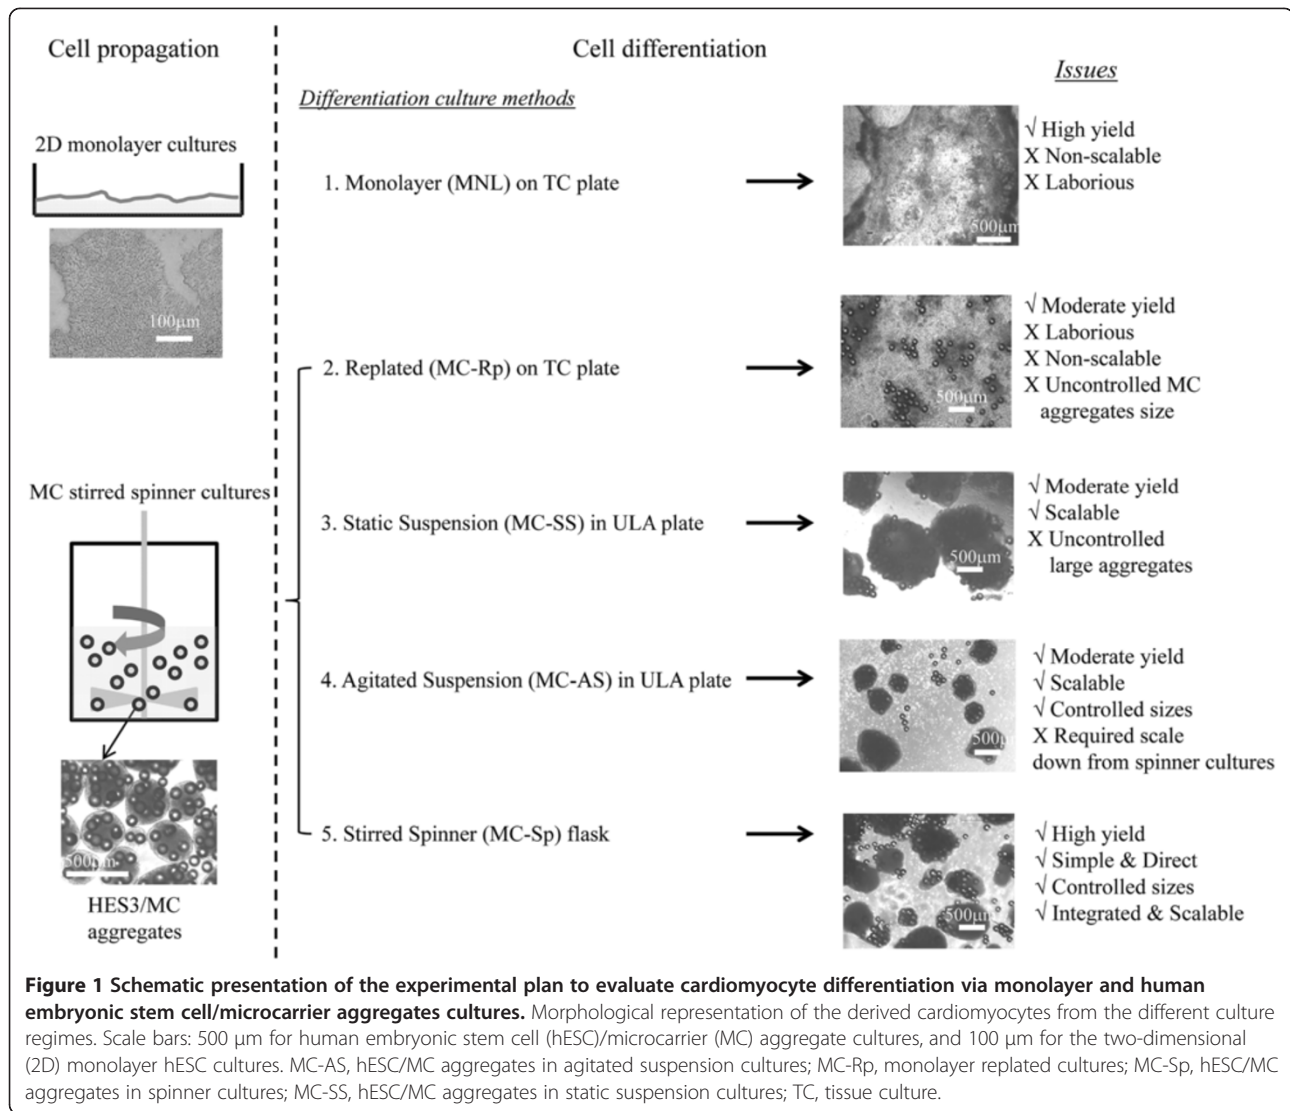 Cell propagation
Cell differentiation
Issues
Differentiation culture methods
2D monolayer cultures
100μm
1. Monolayer (MNL) on TC plate
500μm
√ High yield
X Non-scalable
X Laborious
2. Replated (MC-Rp) on TC plate
500μm
√ Moderate yield
X Laborious
X Non-scalable
X Uncontrolled MC
aggregates size
MC stirred spinner cultures
3. Static Suspension (MC-SS) in ULA plate
500μm
√ Moderate yield
√ Scalable
X Uncontrolled
large aggregates
4. Agitated Suspension (MC-AS) in ULA plate
500μm
√ Moderate yield
√ Scalable
√ Controlled sizes
X Required scale
down from spinner cultures
500μm
HES3/MC
aggregates
5. Stirred Spinner (MC-Sp) flask
500μm
√ High yield
√ Simple & Direct
√ Controlled sizes
√ Integrated & Scalable
Figure 1 Schematic presentation of the experimental plan to evaluate cardiomyocyte differentiation via monolayer and human
embryonic stem cell/microcarrier aggregates cultures. Morphological representation of the derived cardiomyocytes from the different culture
regimes. Scale bars: 500 μm for human embryonic stem cell (hESC)/microcarrier (MC) aggregate cultures, and 100 μm for the two-dimensional
(2D) monolayer hESC cultures. MC-AS, hESC/MC aggregates in agitated suspension cultures; MC-Rp, monolayer replated cultures; MC-Sp, hESC/MC
aggregates in spinner cultures; MC-SS, hESC/MC aggregates in static suspension cultures; TC, tissue culture.